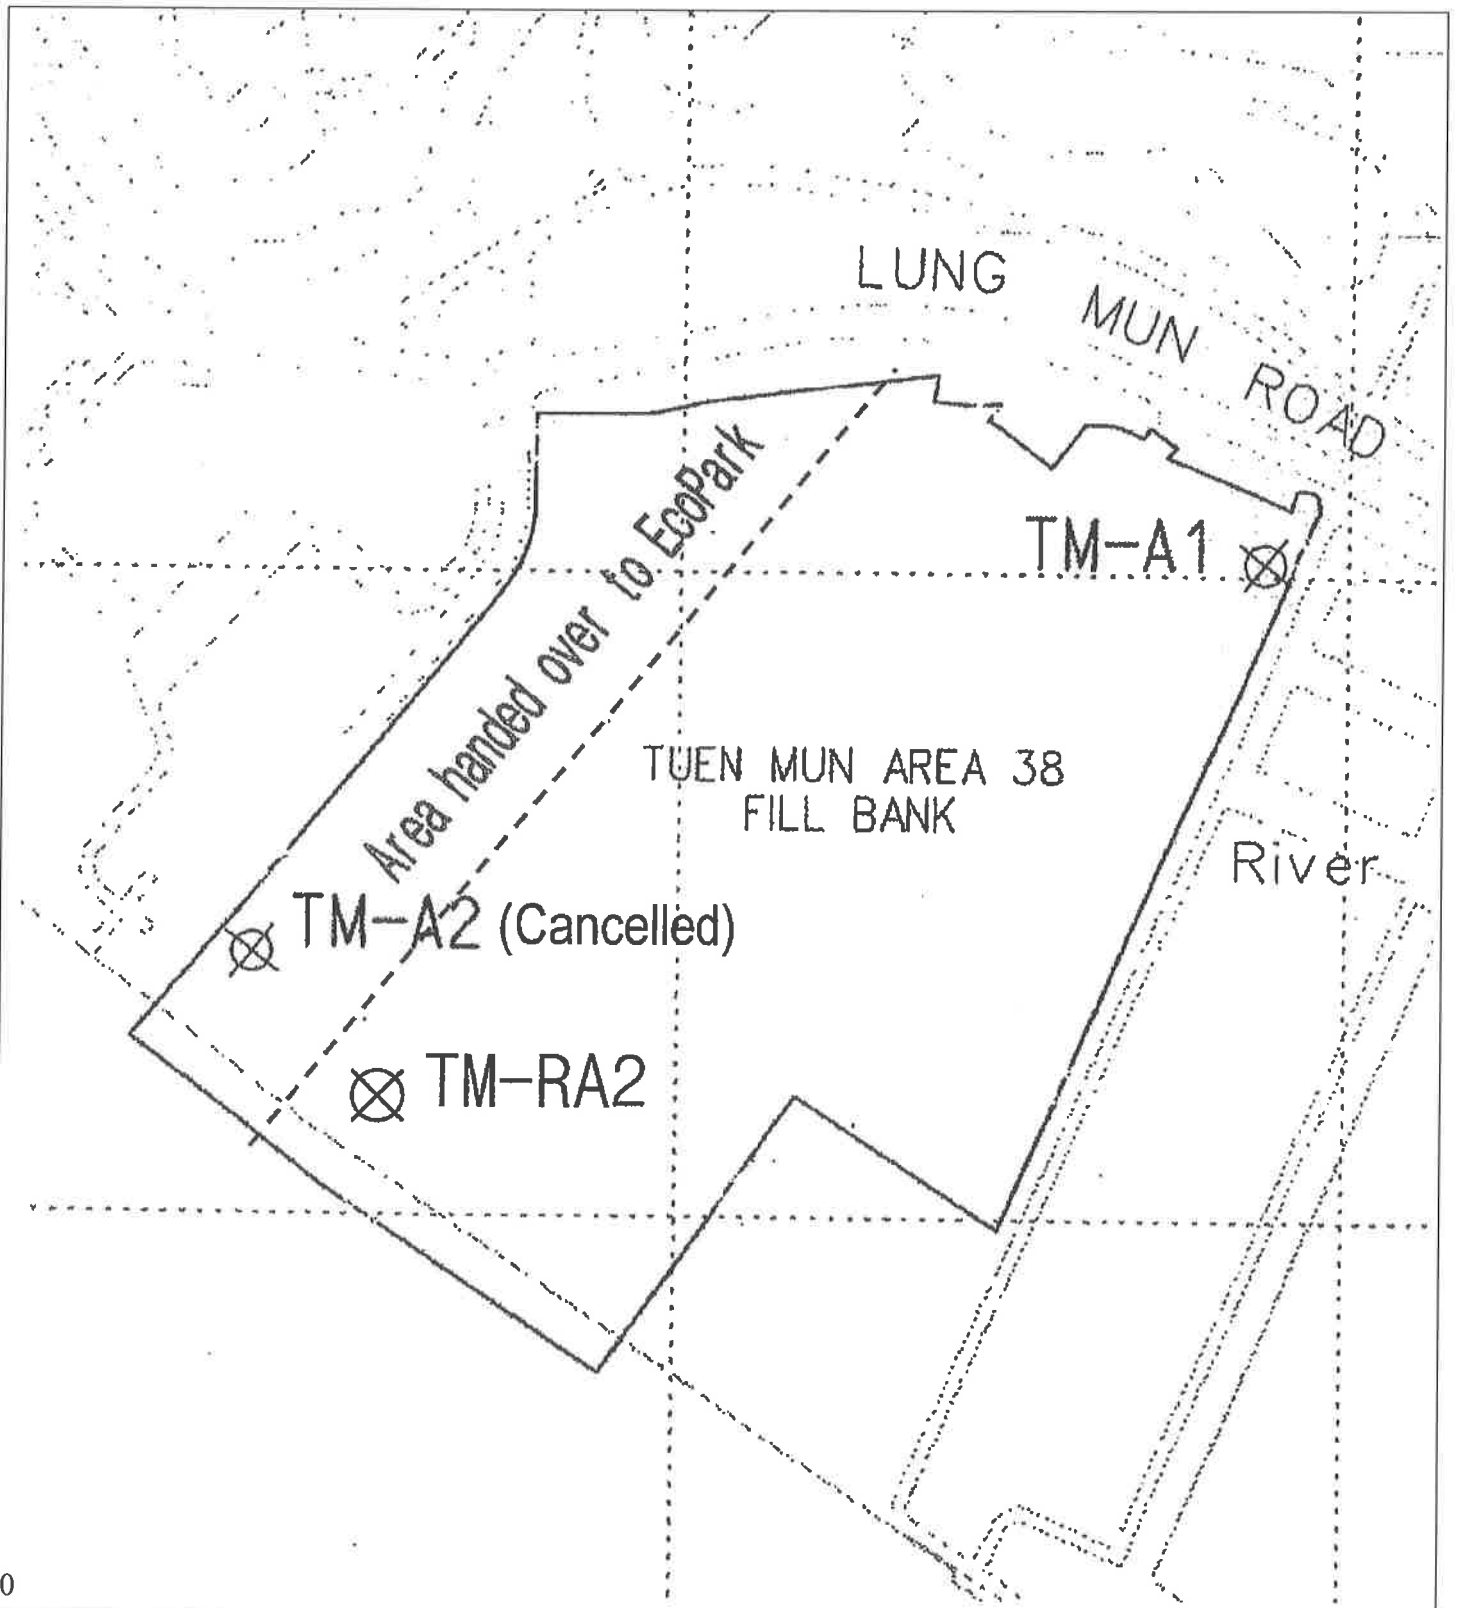 LUNG
MUN
ROAD
Area handed over to EcoPark
TM-A1
TUEN MUN AREA 38
FILL BANK
River
TM-A2 (Cancelled)
TM-RA2
0